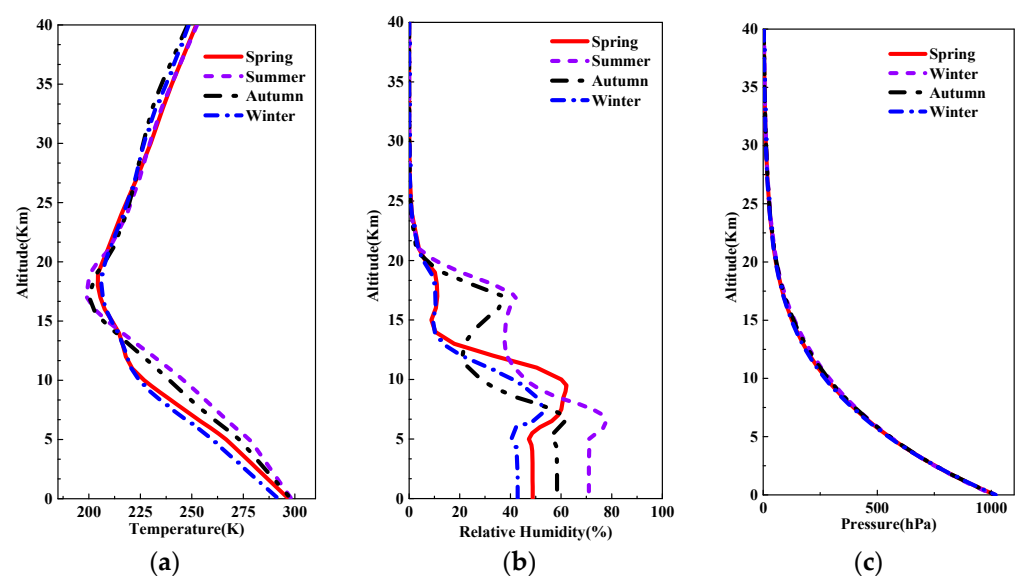 40
35
30
25
20
15
10
5
0
Altitude(Km)
Spring
Summer
Autumn
Winter
200
225
250
275
300
Temperature(K)
(a)
40
35
30
25
20
15
10
5
0
Altitude(Km)
Spring
Summer
Autumn
Winter
0
20
40
60
80
100
Relative Humidity(%)
(b)
40
35
30
25
20
15
10
5
0
Altitude(Km)
Spring
Winter
Autumn
Winter
0
500
1000
Pressure(hPa)
(c)